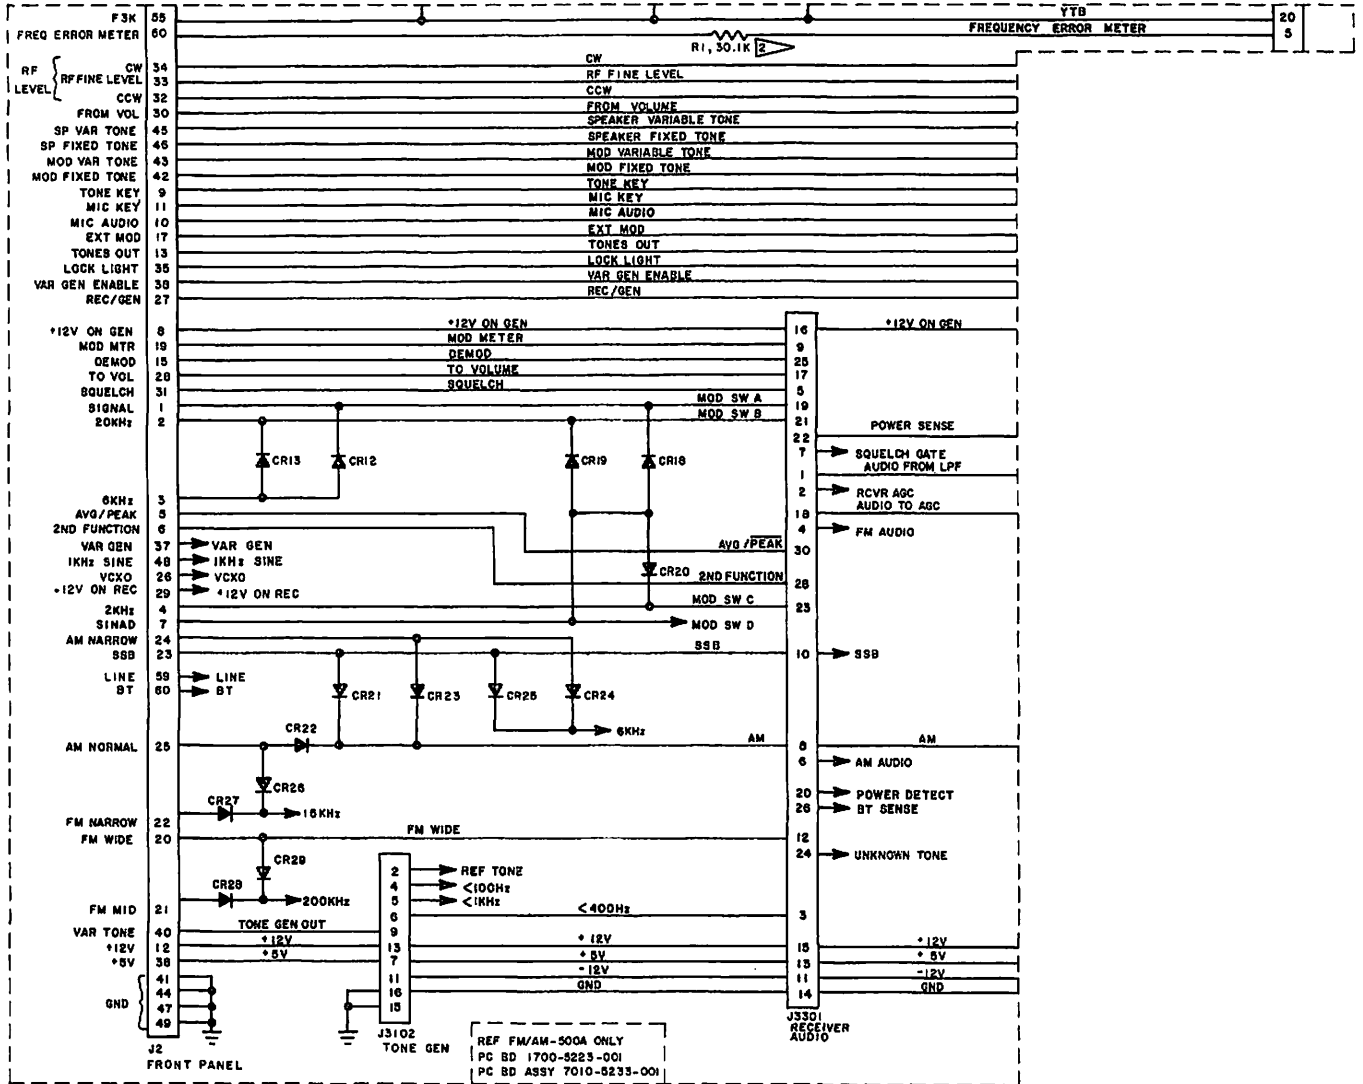 F3K 55 YTB 20
FREQ ERROR METER 60 FREQUENCY ERROR METER 5
R1, 30.1K 2
RF LEVEL
CW 34 CW
RF FINE LEVEL 33 RF FINE LEVEL
CCW 32 CCW
FROM VOL 30 FROM VOLUME
SP VAR TONE 45 SPEAKER VARIABLE TONE
SP FIXED TONE 46 SPEAKER FIXED TONE
MOD VAR TONE 43 MOD VARIABLE TONE
MOD FIXED TONE 42 MOD FIXED TONE
TONE KEY 9 TONE KEY
MIC KEY 11 MIC KEY
MIC AUDIO 10 MIC AUDIO
EXT MOD 17 EXT MOD
TONES OUT 13 TONES OUT
LOCK LIGHT 35 LOCK LIGHT
VAR GEN ENABLE 38 VAR GEN ENABLE
REC/GEN 27 REC/GEN
+12V ON GEN 8 +12V ON GEN 16 +12V ON GEN
MOD MTR 19 MOD METER 9
DEMOD 15 DEMOD 25
TO VOL 28 TO VOLUME 17
SQUELCH 31 SQUELCH 5
SIGNAL 1 MOD SW A 19
20KHz 2 MOD SW B 21
22 POWER SENSE
7 SQUELCH GATE
CR13 CR12 CR19 CR18
1 AUDIO FROM LPF
2 RCVR AGC
6KHz 3
AVG/PEAK 5
18 AUDIO TO AGC
2ND FUNCTION 6
4 FM AUDIO
VAR GEN 37 VAR GEN
AVG/PEAK 30
1KHz SINE 48 1KHz SINE
VCXO 26 VCXO
CR20 2ND FUNCTION 28
+12V ON REC 29 +12V ON REC
2KHz 4 MOD SW C 23
SINAD 7 MOD SW D
AM NARROW 24
SSB 23 SSB 10 SSB
LINE 59 LINE
BT 60 BT
CR21 CR23 CR25 CR24
CR22 6KHz
AM NORMAL 25 AM 8 AM
6 AM AUDIO
CR26
20 POWER DETECT
CR27
26 BT SENSE
15KHz
FM NARROW 22
FM WIDE 20 FM WIDE 12
24 UNKNOWN TONE
CR29
2 REF TONE
CR28
4 <100Hz
200KHz 5 <1KHz
FM MID 21
6 <400Hz 3
VAR TONE 40 TONE GEN OUT 9
+12V 12 +12V 13 +12V 15 +12V
+5V 38 +5V 7 +5V 13 +5V
11 -12V 11 -12V
GND 41 44 47 49
16 GND 14 GND
15
J3301
RECEIVER
AUDIO
J3102
TONE GEN
J2
FRONT PANEL
REF FM/AM-500A ONLY
PC BD 1700-5223-001
PC BD ASSY 7010-5233-001